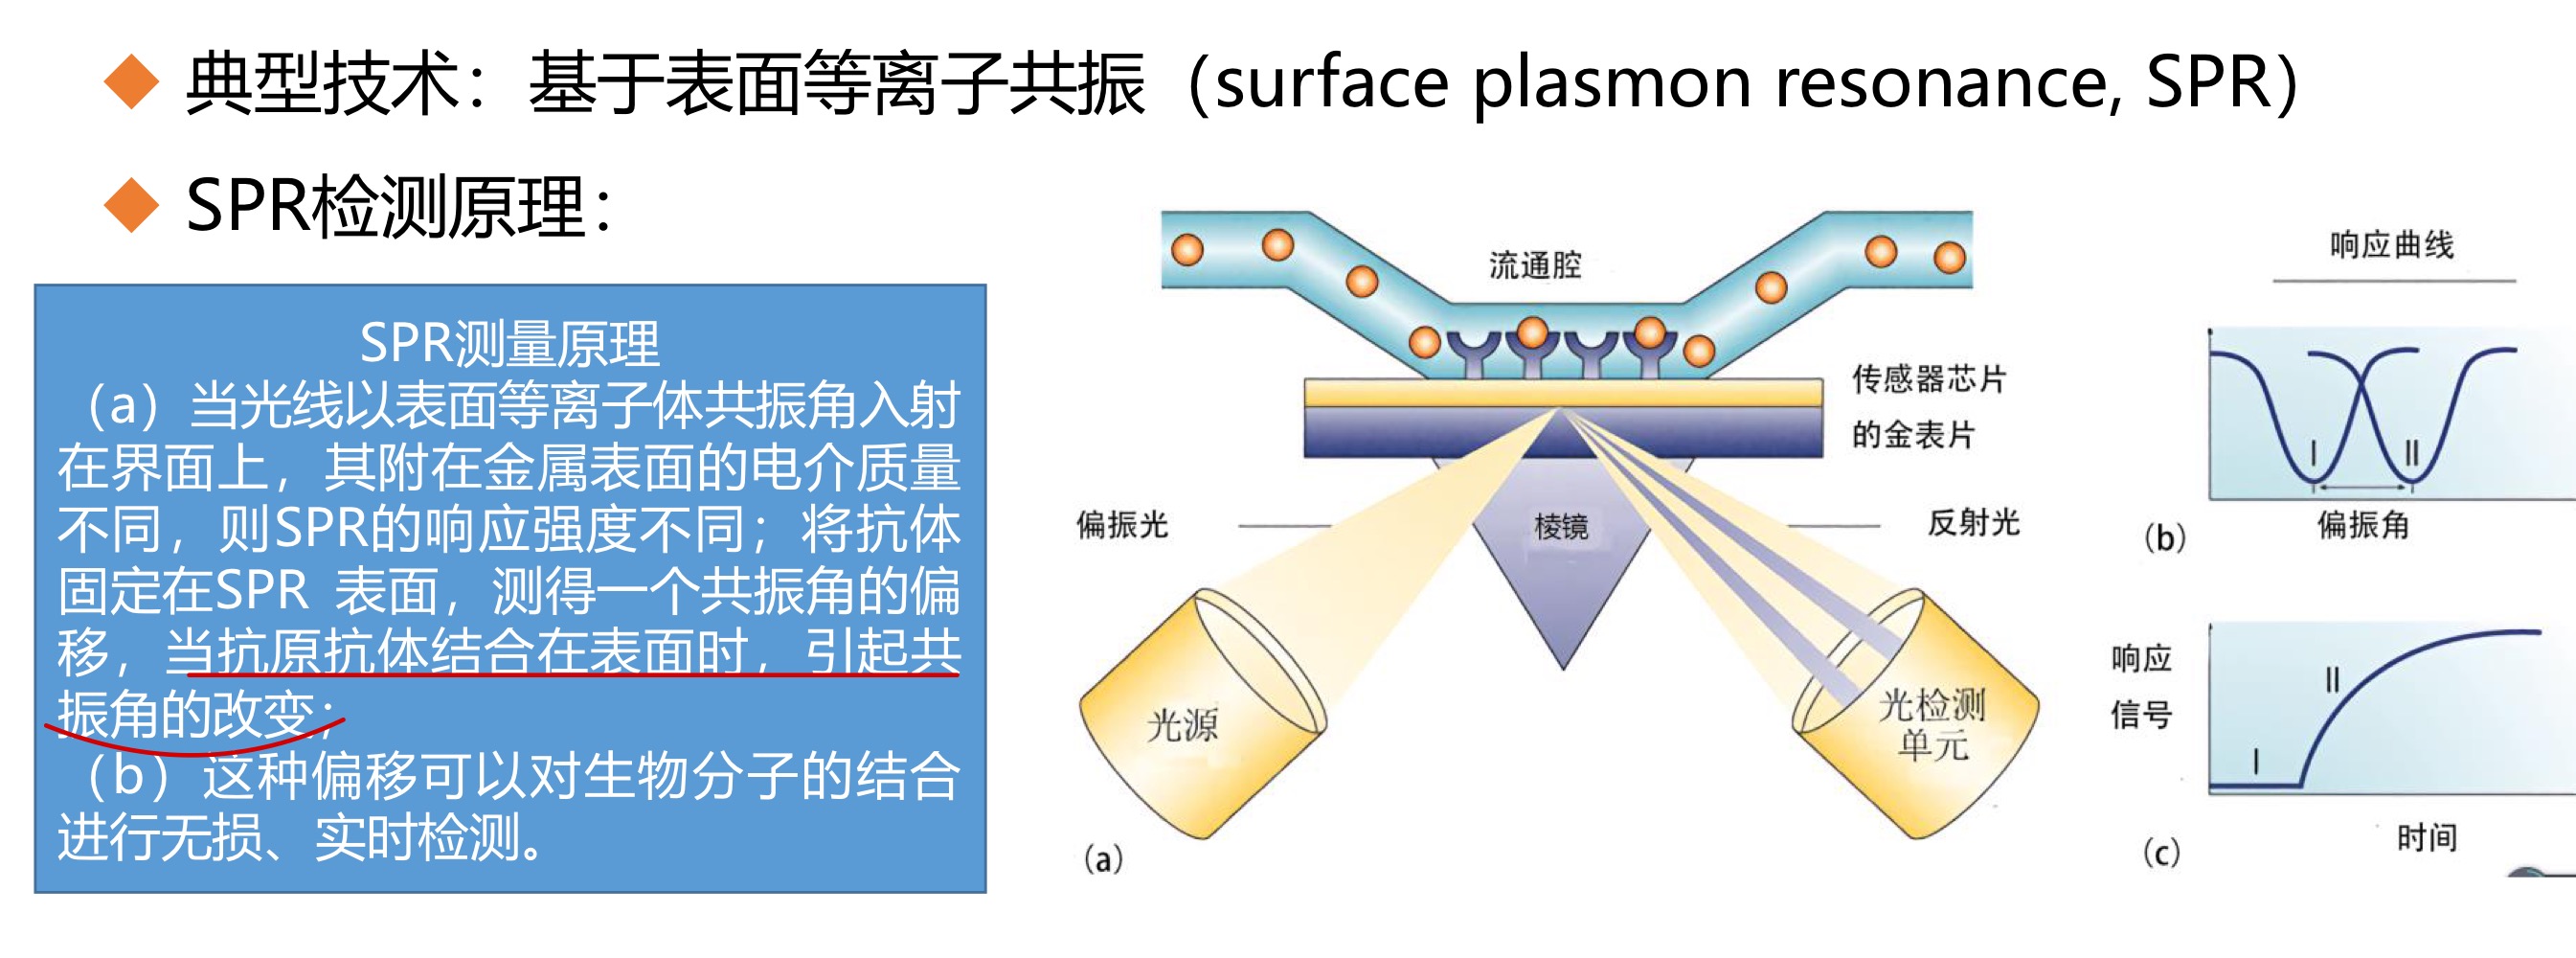 典型技术：基于表面等离子共振（surface plasmon resonance, SPR）
SPR检测原理：
SPR测量原理
（a）当光线以表面等离子体共振角入射
在界面上，其附在金属表面的电介质量
不同，则SPR的响应强度不同；将抗体
固定在SPR 表面，测得一个共振角的偏
移，当抗原抗体结合在表面时，引起共
振角的改变；
（b）这种偏移可以对生物分子的结合
进行无损、实时检测。
流通腔
传感器芯片
的金表片
偏振光
棱镜
反射光
光源
光检测
单元
(a)
响应曲线
I
II
(b)
偏振角
响应
信号
II
I
(c)
时间